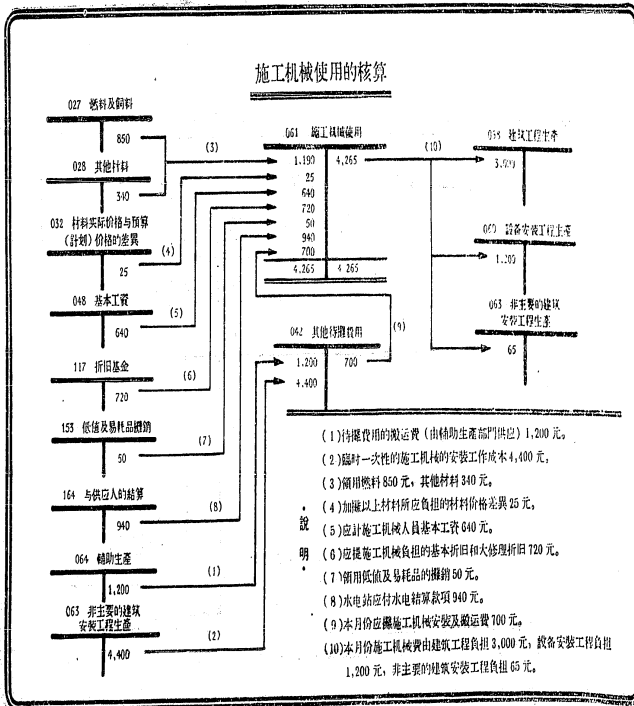 施工机械使用的核算
027 燃料及飼料
850
028 其他材料
340
032 材料实际价格与預算
（計划）价格的差異
25
048 基本工資
640
117 折旧基金
720
153 低值及易耗品攤銷
50
164 与供应人的結算
940
064 輔助生產
1,200
063 非主要的建筑
安裝工程生產
4,400
(3)
(4)
(5)
(6)
(7)
(8)
(1)
(2)
061 施工机械使用
1,190 4,265
25
640
720
50
940
700
4,265 4,265
042 其他待攤費用
1,200 700
4,400
(9)
(10)
建筑工程生產
設备安裝工程生產
1,200
063 非主要的建筑
安裝工程生產
65
·說明·
(1)待攤費用的搬运費（由輔助生產部門供应）1,200元。
(2)臨时一次性的施工机械的安裝工作成本4,400元。
(3)領用燃料850元，其他材料340元。
(4)加攤以上材料所应負担的材料价格差異25元。
(5)应計施工机械人員基本工資640元。
(6)应提施工机械負担的基本折旧和大修理折旧720元。
(7)領用低值及易耗品的攤銷50元。
(8)水电站应付水电結算款項940元。
(9)本月份应攤施工机械安裝及搬运費700元。
(10)本月份施工机械費由建筑工程負担3,000元，設备安裝工程負担
1,200元，非主要的建筑安裝工程負担65元。